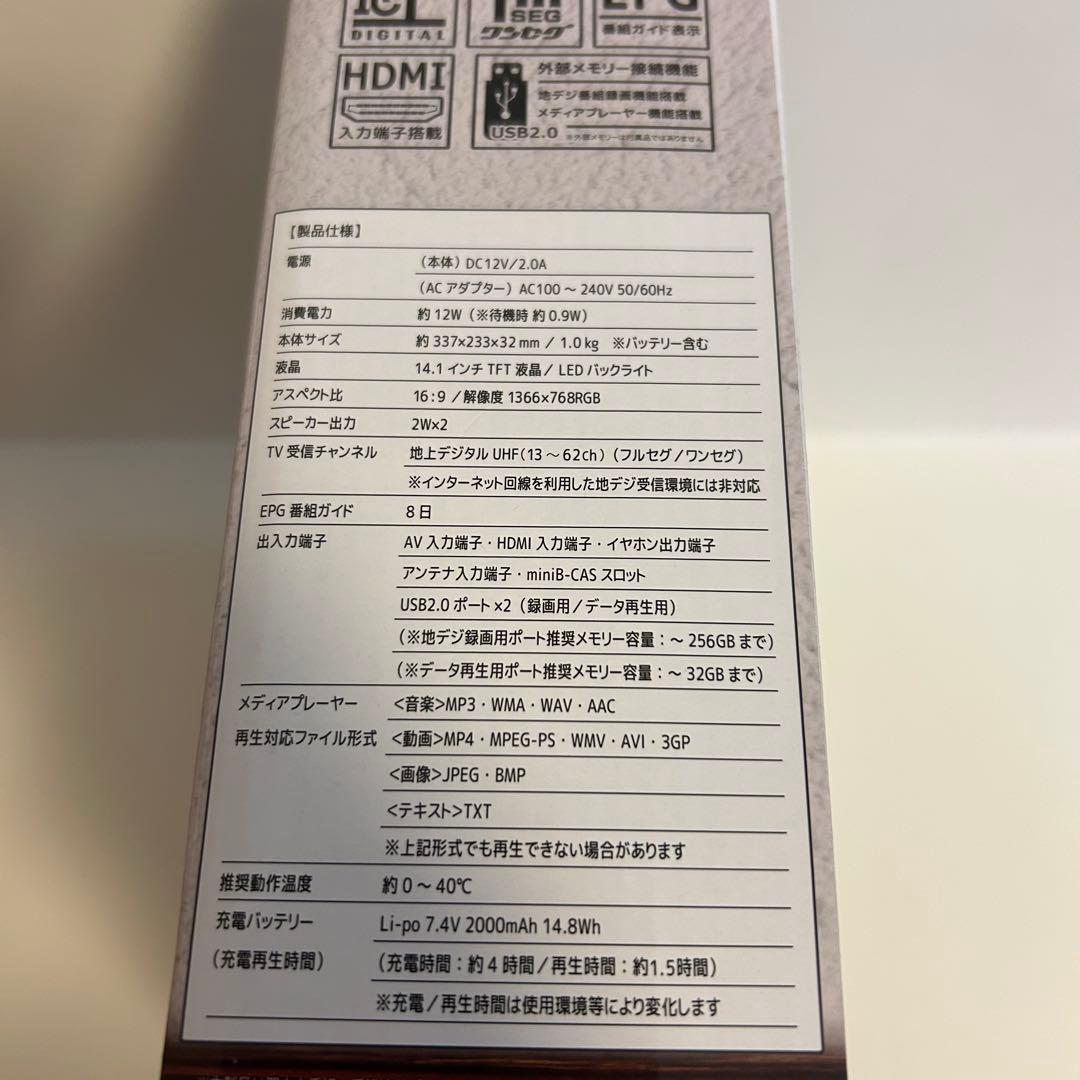 DIGITAL
SEG
ワンセグ
EPG
番組ガイド表示
HDMI
入力端子搭載
外部メモリー接続機能
地デジ番組録画機能搭載
メディアプレーヤー機能搭載
USB2.0
※外部メモリーは付属品ではありません
【製品仕様】
電源 (本体) DC12V/2.0A
(AC アダプター) AC100 ~ 240V 50/60Hz
消費電力 約 12W (※待機時 約 0.9W)
本体サイズ 約 337×233×32 mm / 1.0 kg ※バッテリー含む
液晶 14.1 インチ TFT 液晶 / LED バックライト
アスペクト比 16:9 / 解像度 1366×768RGB
スピーカー出力 2W×2
TV 受信チャンネル 地上デジタル UHF(13 ~ 62ch) (フルセグ/ワンセグ)
※インターネット回線を利用した地デジ受信環境には非対応
EPG 番組ガイド 8 日
出入力端子 AV 入力端子・HDMI 入力端子・イヤホン出力端子
アンテナ入力端子・miniB-CAS スロット
USB2.0 ポート ×2 (録画用/データ再生用)
(※地デジ録画用ポート推奨メモリー容量:~ 256GB まで)
(※データ再生用ポート推奨メモリー容量:~ 32GB まで)
メディアプレーヤー <音楽>MP3・WMA・WAV・AAC
再生対応ファイル形式 <動画>MP4・MPEG-PS・WMV・AVI・3GP
<画像>JPEG・BMP
<テキスト>TXT
※上記形式でも再生できない場合があります
推奨動作温度 約 0 ~ 40℃
充電バッテリー Li-po 7.4V 2000mAh 14.8Wh
(充電再生時間) (充電時間:約 4 時間/再生時間:約1.5時間)
※充電/再生時間は使用環境等により変化します